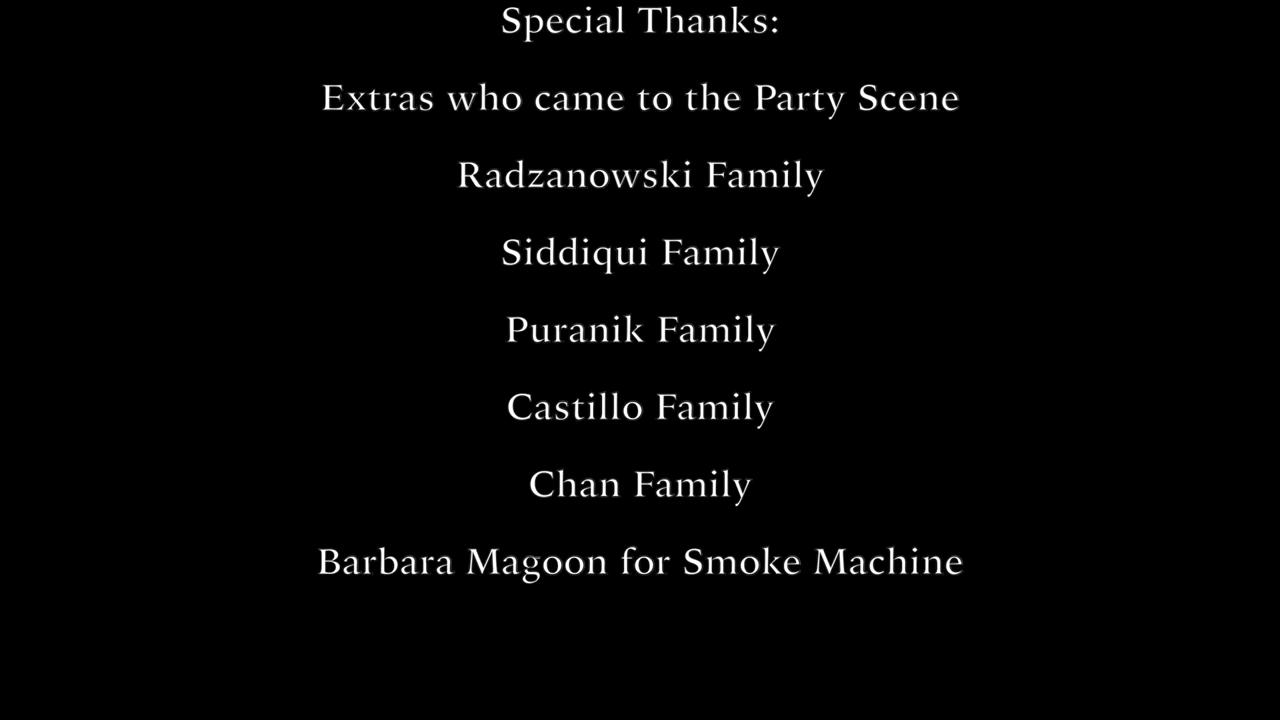 Special Thanks:
Extras who came to the Party Scene
Radzanowski Family
Siddiqui Family
Puranik Family
Castillo Family
Chan Family
Barbara Magoon for Smoke Machine